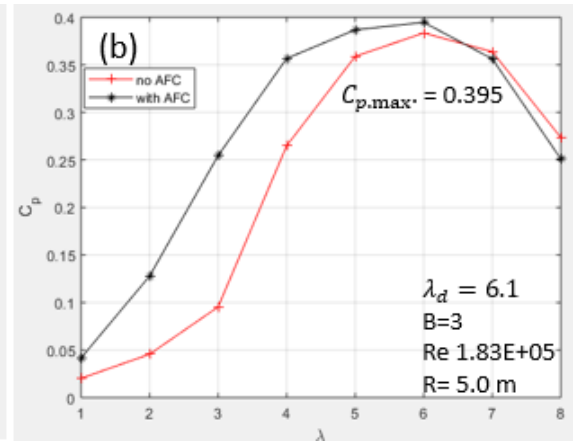 (b)
no AFC
with AFC
C_p.max. = 0.395
λ_d = 6.1
B=3
Re 1.83E+05
R= 5.0 m
C_p
0.4
0.35
0.3
0.25
0.2
0.15
0.1
0.05
0
1 2 3 4 5 6 7 8
λ